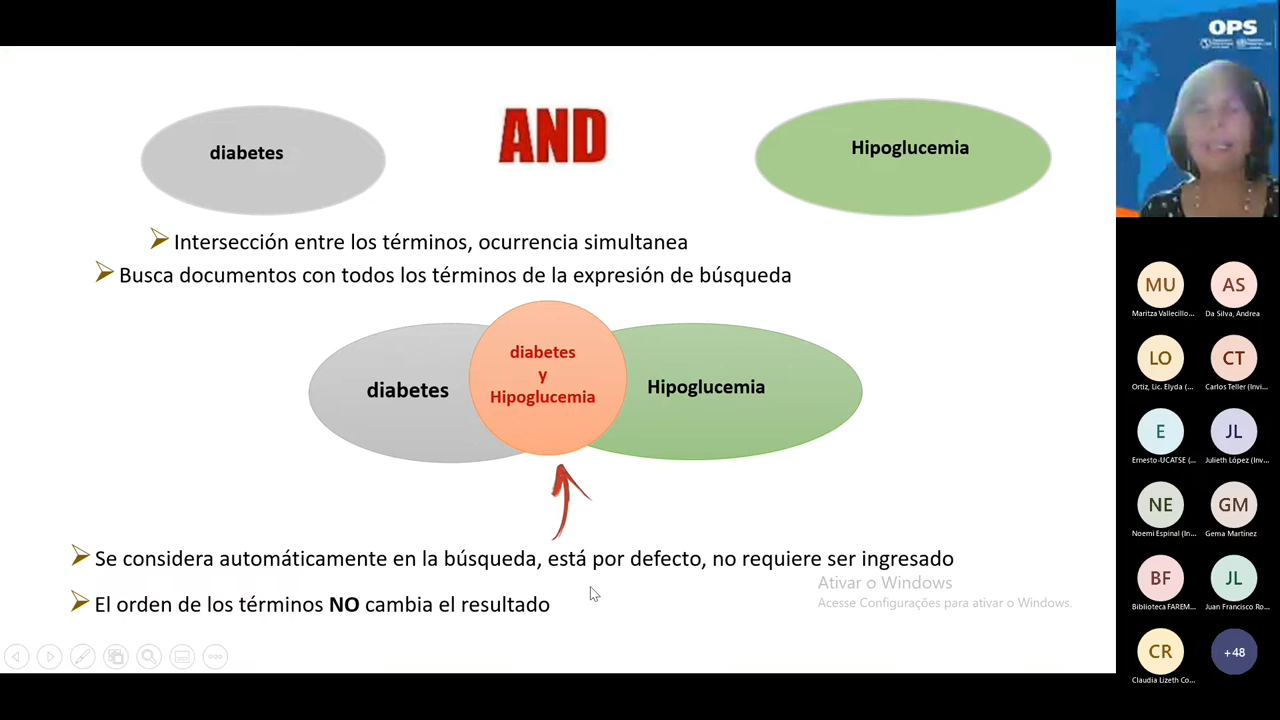 diabetes
AND
Hipoglucemia
Intersección entre los términos, ocurrencia simultanea
Busca documentos con todos los términos de la expresión de búsqueda
diabetes
diabetes
y
Hipoglucemia
Hipoglucemia
Se considera automáticamente en la búsqueda, está por defecto, no requiere ser ingresado
El orden de los términos NO cambia el resultado
Ativar o Windows
Acesse Configurações para ativar o Windows.
OPS
MU
AS
Maritza Vallecillo...
Da Silva, Andrea
LO
CT
Ortiz, Lic. Elyda (...
Carlos Teller (Invi...
E
JL
Ernesto-UCATSE (...
Julieth López (Inv...
NE
GM
Noemi Espinal (In...
Gema Martínez
BF
JL
Biblioteca FAREM...
Juan Francisco Ro...
CR
+48
Claudia Lizeth Co...